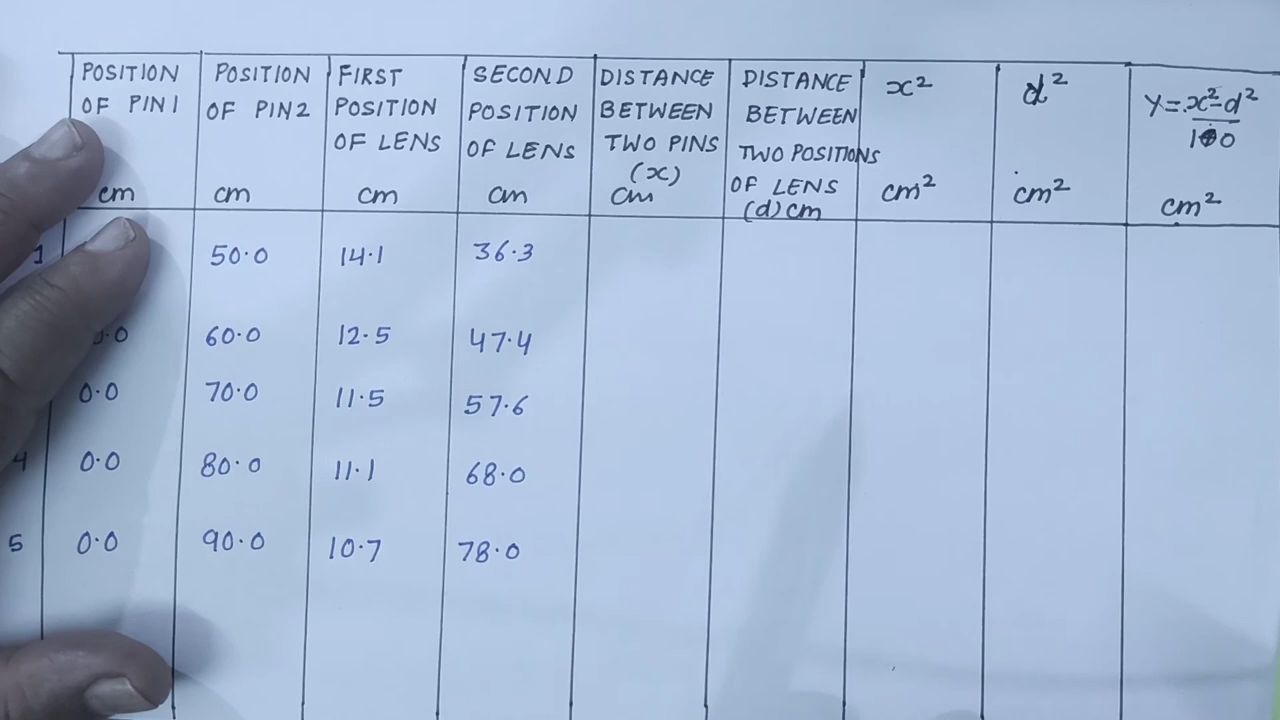 POSITION
OF PIN1
cm
POSITION
OF PIN2
cm
FIRST
POSITION
OF LENS
cm
SECOND
POSITION
OF LENS
cm
DISTANCE
BETWEEN
TWO PINS
(x)
cm
DISTANCE
BETWEEN
TWO POSITIONS
OF LENS
(d) cm
x²
cm²
d²
cm²
Y = x²-d²
100
cm²
1 50.0 14.1 36.3
60.0 12.5 47.4
0.0 70.0 11.5 57.6
4 0.0 80.0 11.1 68.0
5 0.0 90.0 10.7 78.0